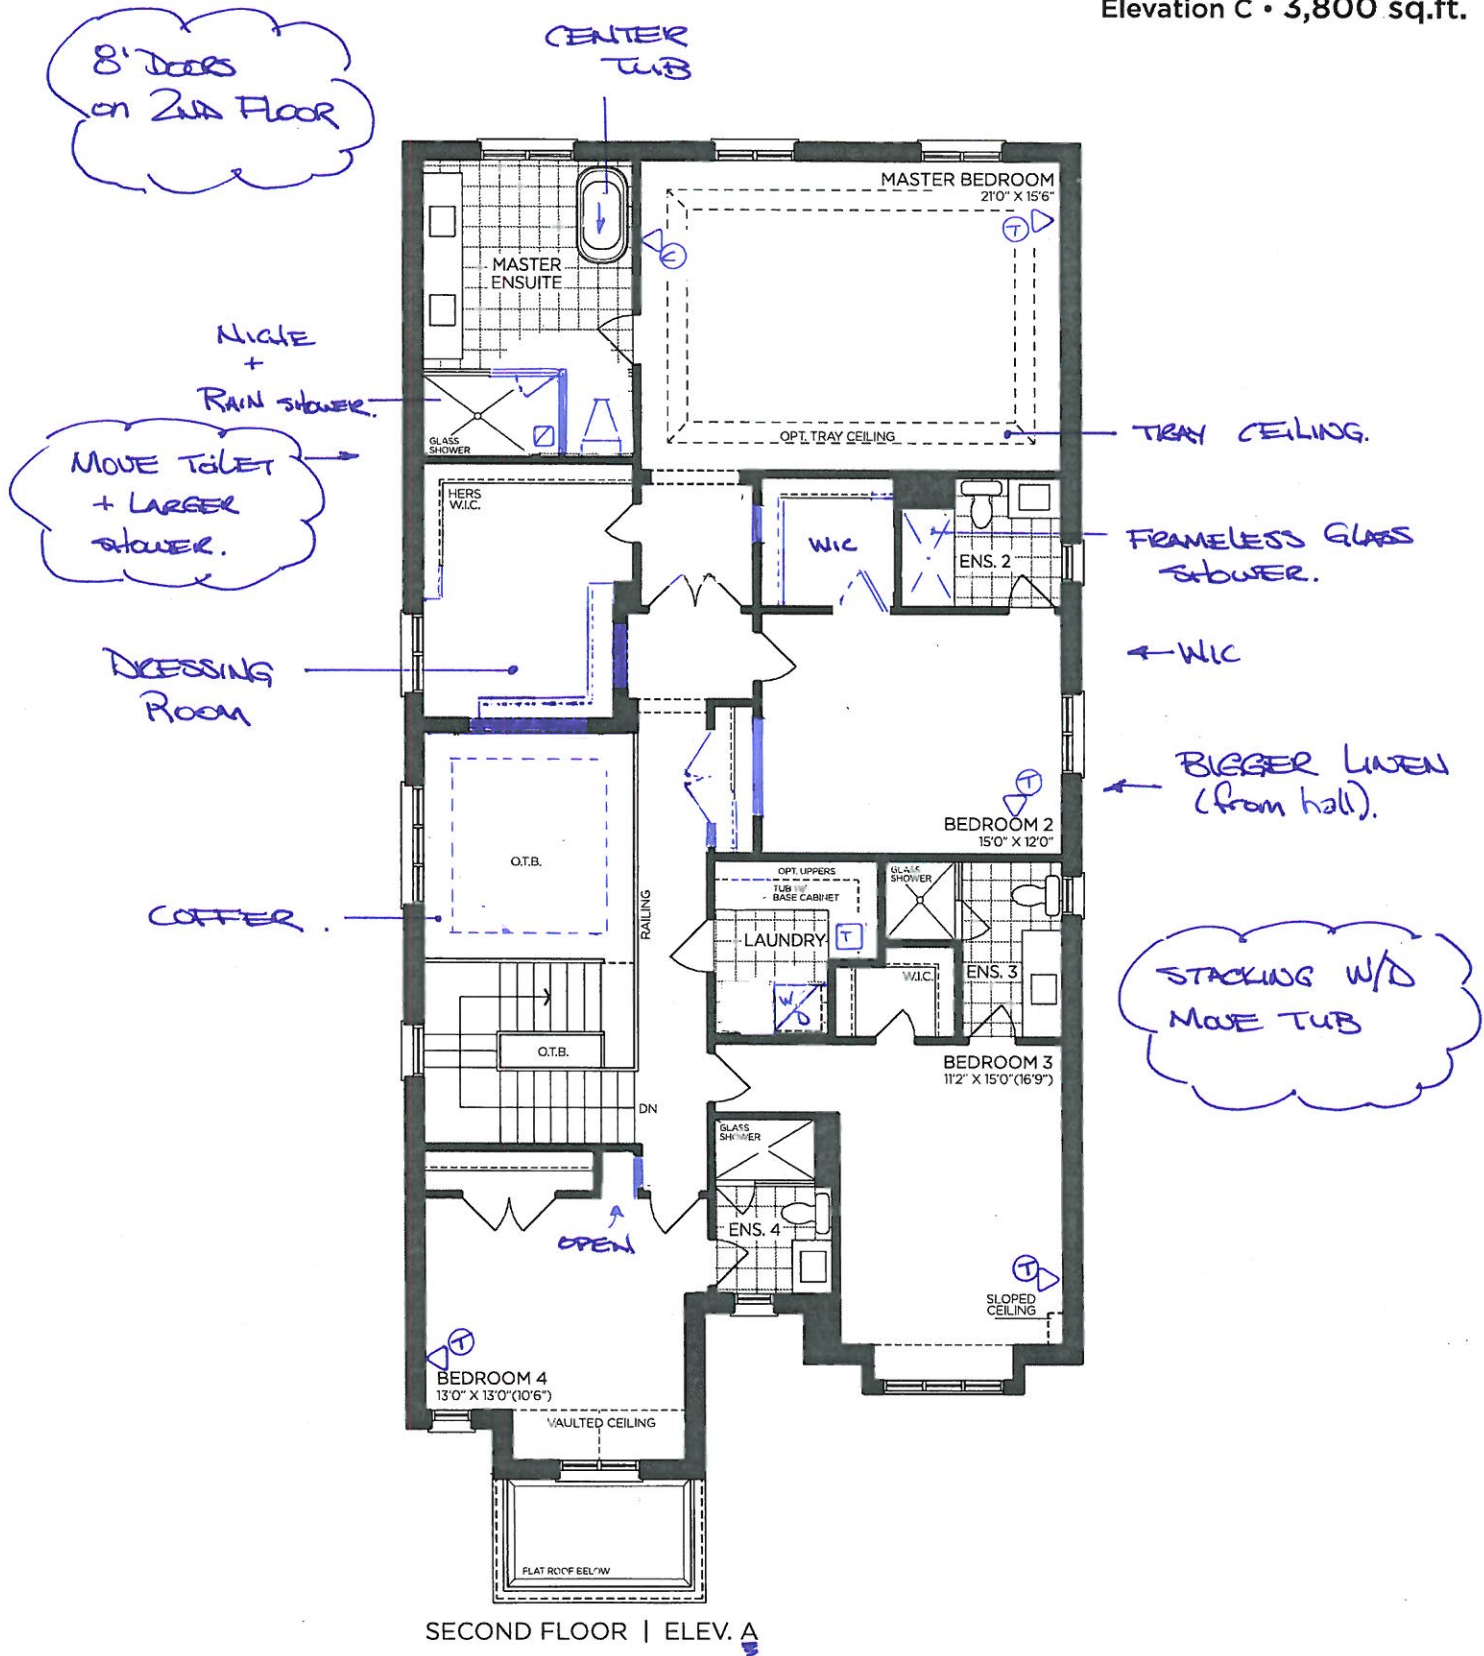 Elevation C • 3,800 sq.ft.
8' DOORS
on 2ND FLOOR
CENTER
TUB
MASTER BEDROOM
21'0" X 15'6"
T
E
MASTER
ENSUITE
NICHE
+
RAIN SHOWER.
GLASS
SHOWER
OPT. TRAY CEILING
TRAY CEILING.
MOVE TOILET
+ LARGER
SHOWER.
HERS
W.I.C.
WIC
ENS. 2
FRAMELESS GLASS
SHOWER.
DRESSING
ROOM
WIC
BIGGER LINEN
(from hall).
T
BEDROOM 2
15'0" X 12'0"
O.T.B.
RAILING
COFFER.
OPT. UPPERS
TUB W/
BASE CABINET
GLASS
SHOWER
LAUNDRY
T
W.I.C.
ENS. 3
W/D
STACKING W/D
MOVE TUB
O.T.B.
DN
BEDROOM 3
11'2" X 15'0"(16'9")
GLASS
SHOWER
ENS. 4
OPEN
T
SLOPED
CEILING
T
BEDROOM 4
13'0" X 13'0"(10'6")
VAULTED CEILING
FLAT ROOF BELOW
SECOND FLOOR | ELEV. A